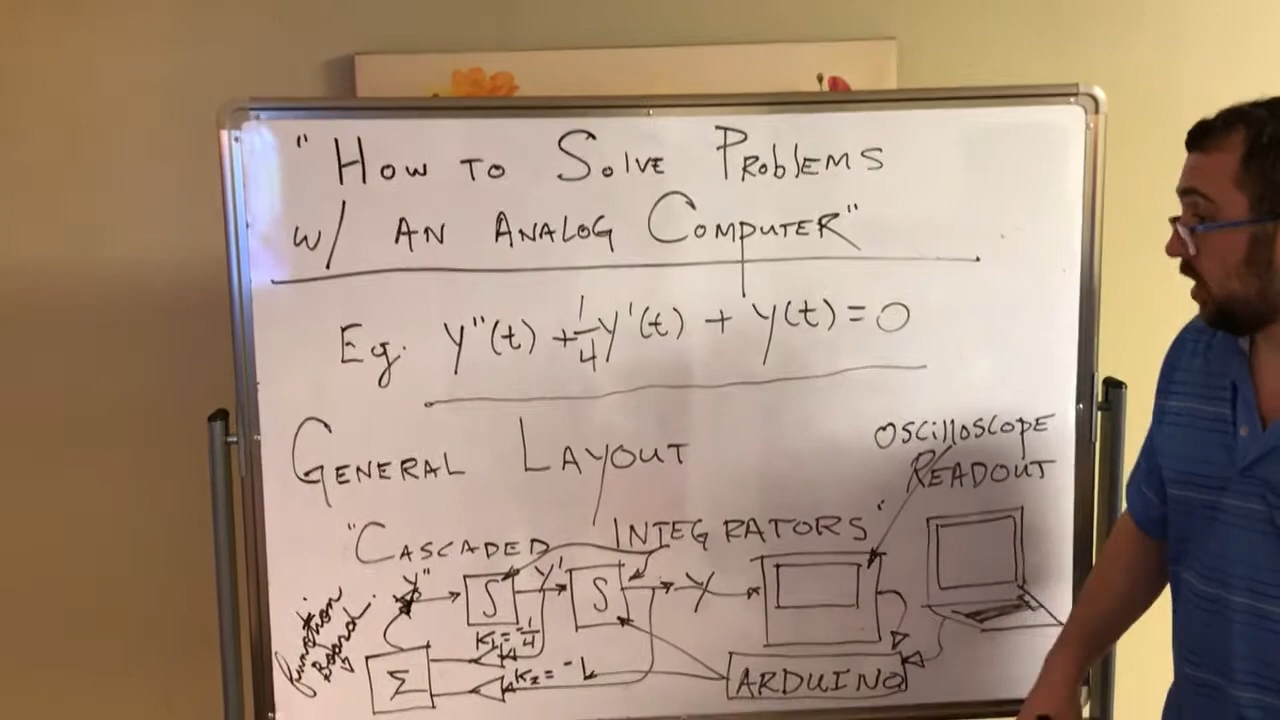 "HOW TO SOLVE PROBLEMS
W/ AN ANALOG COMPUTER"
Eg. y"(t) + 1/4 y'(t) + y(t) = 0
GENERAL LAYOUT
OSCILLOSCOPE
READOUT
"CASCADED INTEGRATORS"
y" ∫ y' ∫ y
Function
Board
K1 = -1/4
K2 = -1
Σ
ARDUINO